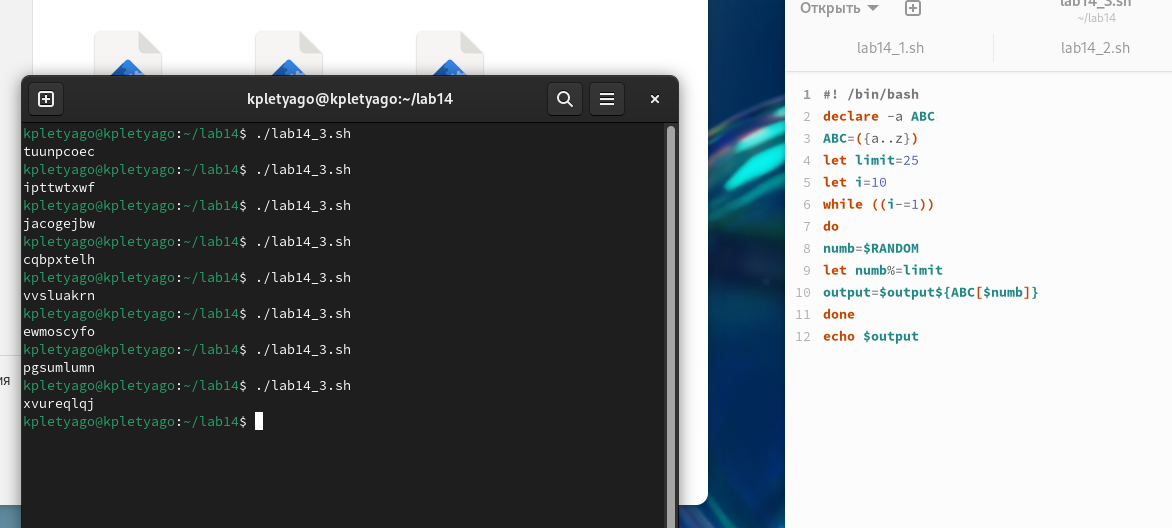 kpletyago@kpletyago:~/lab14
kpletyago@kpletyago:~/lab14$ ./lab14_3.sh
tuunpcoec
kpletyago@kpletyago:~/lab14$ ./lab14_3.sh
ipttwtxwf
kpletyago@kpletyago:~/lab14$ ./lab14_3.sh
jacogejbw
kpletyago@kpletyago:~/lab14$ ./lab14_3.sh
cqbpxtelh
kpletyago@kpletyago:~/lab14$ ./lab14_3.sh
vvsluakrn
kpletyago@kpletyago:~/lab14$ ./lab14_3.sh
ewmoscyfo
kpletyago@kpletyago:~/lab14$ ./lab14_3.sh
pgsumlumn
kpletyago@kpletyago:~/lab14$ ./lab14_3.sh
xvureqlqj
kpletyago@kpletyago:~/lab14$
ия
Открыть
lab14_3.sh
~/lab14
lab14_1.sh
lab14_2.sh
1 #! /bin/bash
2 declare -a ABC
3 ABC=({a..z})
4 let limit=25
5 let i=10
6 while ((i-=1))
7 do
8 numb=$RANDOM
9 let numb%=limit
10 output=$output${ABC[$numb]}
11 done
12 echo $output